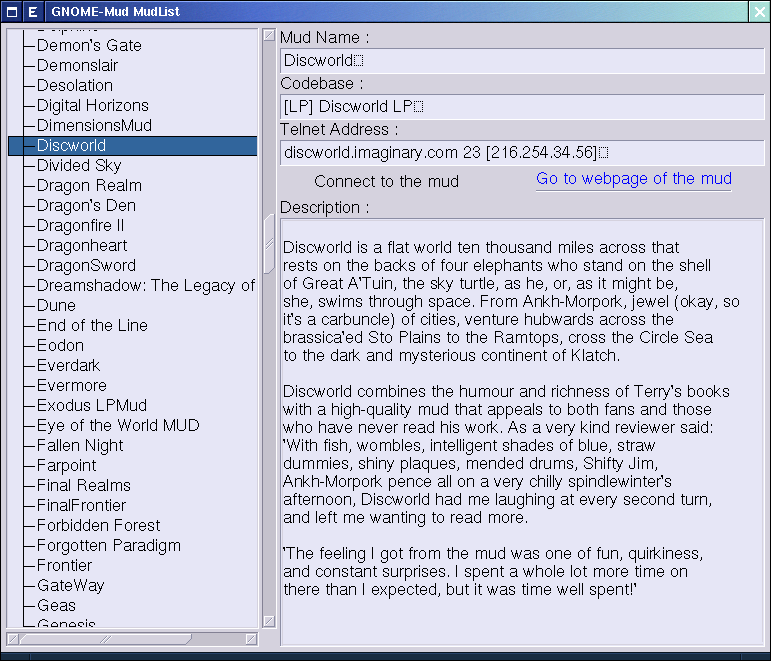 GNOME-Mud MudList
Demon's Gate
Demonslair
Desolation
Digital Horizons
DimensionsMud
Discworld
Divided Sky
Dragon Realm
Dragon's Den
Dragonfire II
Dragonheart
DragonSword
Dreamshadow: The Legacy of
Dune
End of the Line
Eodon
Everdark
Evermore
Exodus LPMud
Eye of the World MUD
Fallen Night
Farpoint
Final Realms
FinalFrontier
Forbidden Forest
Forgotten Paradigm
Frontier
GateWay
Geas
Genesis
Mud Name :
Discworld
Codebase :
[LP] Discworld LP
Telnet Address :
discworld.imaginary.com 23 [216.254.34.56]
Connect to the mud
Go to webpage of the mud
Description :
Discworld is a flat world ten thousand miles across that
rests on the backs of four elephants who stand on the shell
of Great A'Tuin, the sky turtle, as he, or, as it might be,
she, swims through space. From Ankh-Morpork, jewel (okay, so
it's a carbuncle) of cities, venture hubwards across the
brassica'ed Sto Plains to the Ramtops, cross the Circle Sea
to the dark and mysterious continent of Klatch.
Discworld combines the humour and richness of Terry's books
with a high-quality mud that appeals to both fans and those
who have never read his work. As a very kind reviewer said:
'With fish, wombles, intelligent shades of blue, straw
dummies, shiny plaques, mended drums, Shifty Jim,
Ankh-Morpork pence all on a very chilly spindlewinter's
afternoon, Discworld had me laughing at every second turn,
and left me wanting to read more.
'The feeling I got from the mud was one of fun, quirkiness,
and constant surprises. I spent a whole lot more time on
there than I expected, but it was time well spent!'